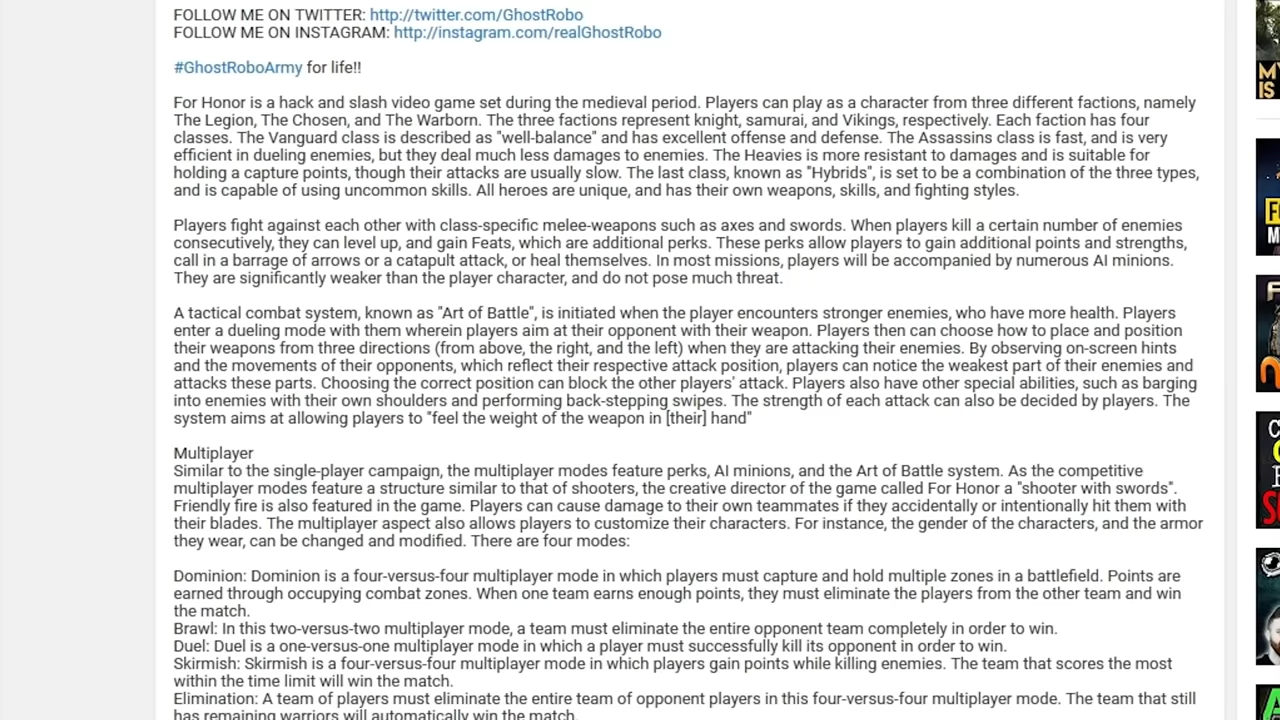 FOLLOW ME ON TWITTER: http://twitter.com/GhostRobo
FOLLOW ME ON INSTAGRAM: http://instagram.com/realGhostRobo
#GhostRoboArmy for life!!
For Honor is a hack and slash video game set during the medieval period. Players can play as a character from three different factions, namely
The Legion, The Chosen, and The Warborn. The three factions represent knight, samurai, and Vikings, respectively. Each faction has four
classes. The Vanguard class is described as "well-balance" and has excellent offense and defense. The Assassins class is fast, and is very
efficient in dueling enemies, but they deal much less damages to enemies. The Heavies is more resistant to damages and is suitable for
holding a capture points, though their attacks are usually slow. The last class, known as "Hybrids", is set to be a combination of the three types,
and is capable of using uncommon skills. All heroes are unique, and has their own weapons, skills, and fighting styles.
Players fight against each other with class-specific melee-weapons such as axes and swords. When players kill a certain number of enemies
consecutively, they can level up, and gain Feats, which are additional perks. These perks allow players to gain additional points and strengths,
call in a barrage of arrows or a catapult attack, or heal themselves. In most missions, players will be accompanied by numerous AI minions.
They are significantly weaker than the player character, and do not pose much threat.
A tactical combat system, known as "Art of Battle", is initiated when the player encounters stronger enemies, who have more health. Players
enter a dueling mode with them wherein players aim at their opponent with their weapon. Players then can choose how to place and position
their weapons from three directions (from above, the right, and the left) when they are attacking their enemies. By observing on-screen hints
and the movements of their opponents, which reflect their respective attack position, players can notice the weakest part of their enemies and
attacks these parts. Choosing the correct position can block the other players' attack. Players also have other special abilities, such as barging
into enemies with their own shoulders and performing back-stepping swipes. The strength of each attack can also be decided by players. The
system aims at allowing players to "feel the weight of the weapon in [their] hand"
Multiplayer
Similar to the single-player campaign, the multiplayer modes feature perks, AI minions, and the Art of Battle system. As the competitive
multiplayer modes feature a structure similar to that of shooters, the creative director of the game called For Honor a "shooter with swords".
Friendly fire is also featured in the game. Players can cause damage to their own teammates if they accidentally or intentionally hit them with
their blades. The multiplayer aspect also allows players to customize their characters. For instance, the gender of the characters, and the armor
they wear, can be changed and modified. There are four modes:
Dominion: Dominion is a four-versus-four multiplayer mode in which players must capture and hold multiple zones in a battlefield. Points are
earned through occupying combat zones. When one team earns enough points, they must eliminate the players from the other team and win
the match.
Brawl: In this two-versus-two multiplayer mode, a team must eliminate the entire opponent team completely in order to win.
Duel: Duel is a one-versus-one multiplayer mode in which a player must successfully kill its opponent in order to win.
Skirmish: Skirmish is a four-versus-four multiplayer mode in which players gain points while killing enemies. The team that scores the most
within the time limit will win the match.
Elimination: A team of players must eliminate the entire team of opponent players in this four-versus-four multiplayer mode. The team that still
has remaining warriors will automatically win the match.